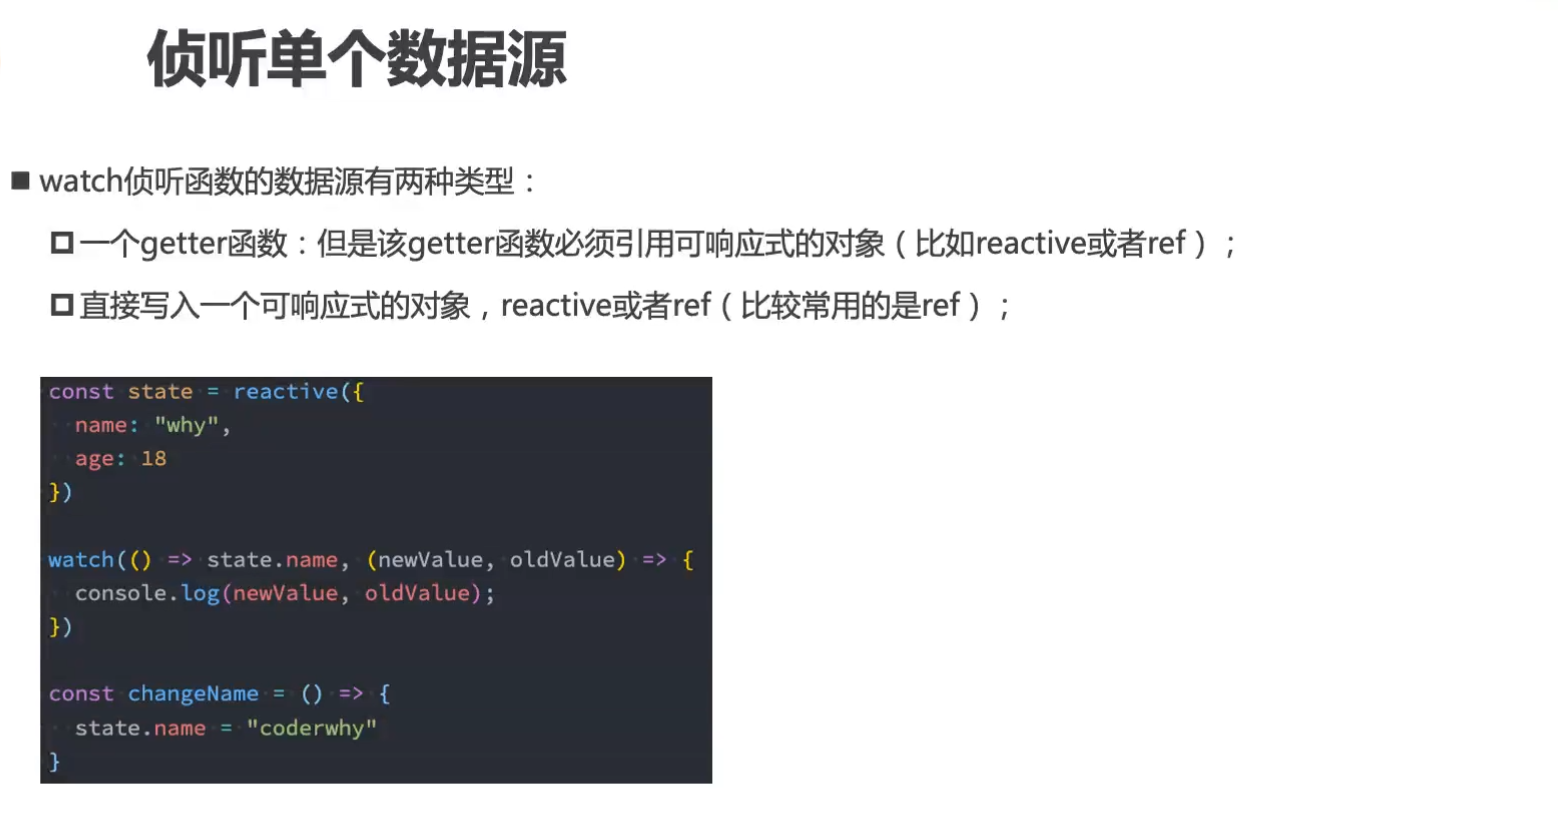 侦听单个数据源
watch侦听函数的数据源有两种类型：
一个getter函数：但是该getter函数必须引用可响应式的对象（比如reactive或者ref）；
直接写入一个可响应式的对象，reactive或者ref（比较常用的是ref）；
const state = reactive({
  name: "why",
  age: 18
})
watch(() => state.name, (newValue, oldValue) => {
  console.log(newValue, oldValue);
})
const changeName = () => {
  state.name = "coderwhy"
}